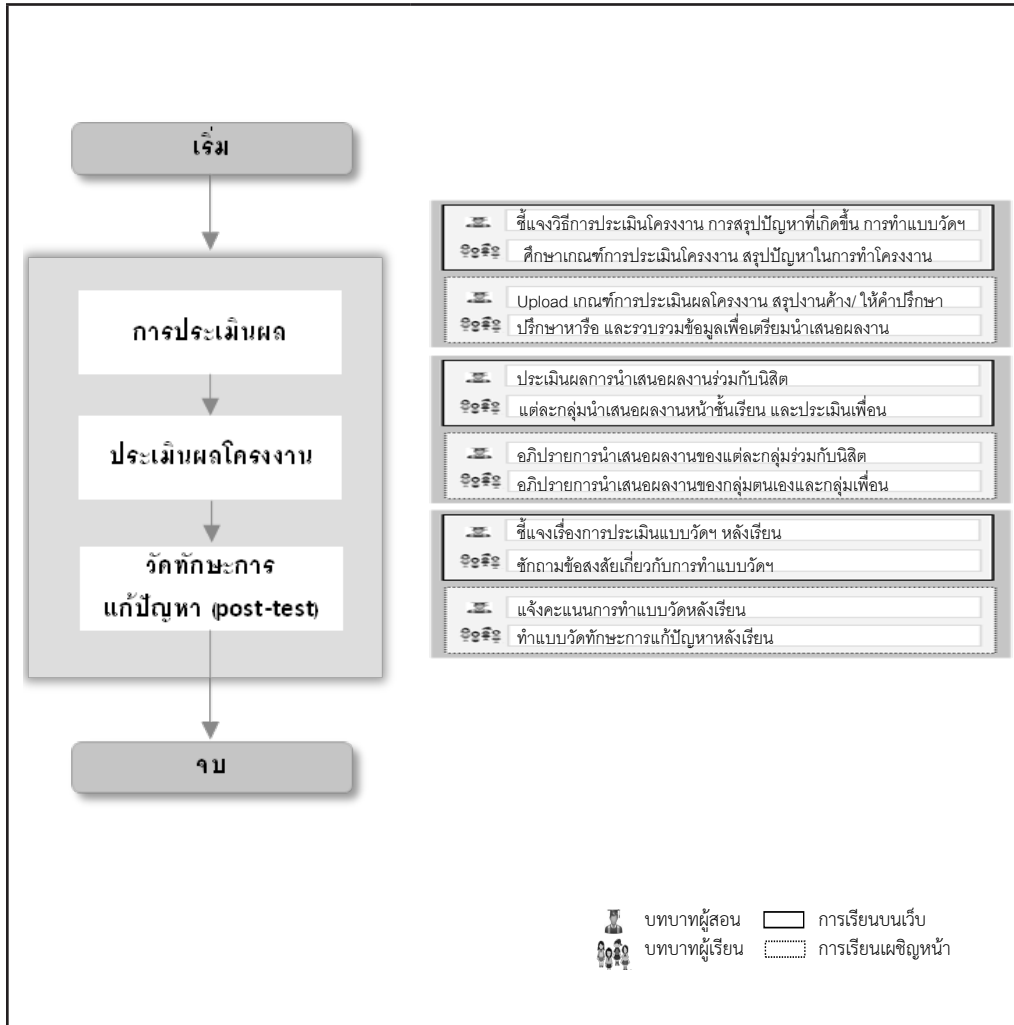 เริ่ม
การประเมินผล
ประเมินผลโครงงาน
วัดทักษะการ
แก้ปัญหา (post-test)
จบ
ชี้แจงวิธีการประเมินโครงงาน การสรุปปัญหาที่เกิดขึ้น การทำแบบวัดฯ
ศึกษาเกณฑ์การประเมินโครงงาน สรุปปัญหาในการทำโครงงาน
Upload เกณฑ์การประเมินผลโครงงาน สรุปงานค้าง/ ให้คำปรึกษา
ปรึกษาหารือ และรวบรวมข้อมูลเพื่อเตรียมนำเสนอผลงาน
ประเมินผลการนำเสนอผลงานร่วมกับนิสิต
แต่ละกลุ่มนำเสนอผลงานหน้าชั้นเรียน และประเมินเพื่อน
อภิปรายการนำเสนอผลงานของแต่ละกลุ่มร่วมกับนิสิต
อภิปรายการนำเสนอผลงานของกลุ่มตนเองและกลุ่มเพื่อน
ชี้แจงเรื่องการประเมินแบบวัดฯ หลังเรียน
ซักถามข้อสงสัยเกี่ยวกับการทำแบบวัดฯ
แจ้งคะแนนการทำแบบวัดหลังเรียน
ทำแบบวัดทักษะการแก้ปัญหาหลังเรียน
บทบาทผู้สอน การเรียนบนเว็บ
บทบาทผู้เรียน การเรียนเผชิญหน้า